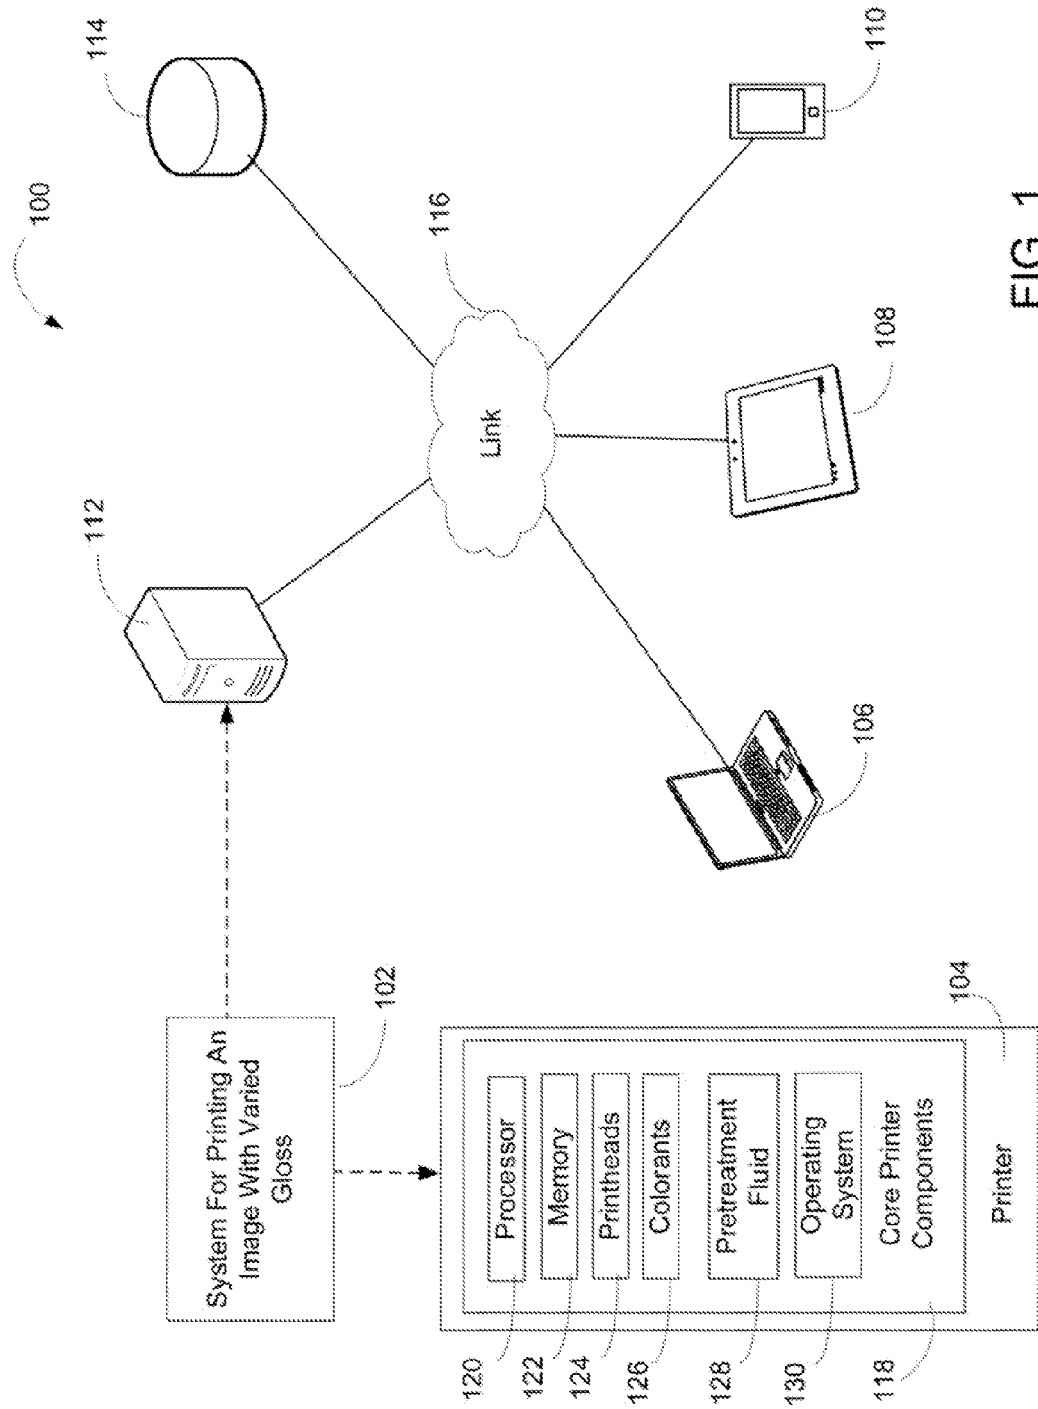 100
114
112
116
Link
110
108
106
System For Printing An
Image With Varied
Gloss
102
Processor
Memory
Printheads
Colorants
Pretreatment
Fluid
Operating
System
Core Printer
Components
Printer
104
120
122
124
126
128
130
118
FIG. 1